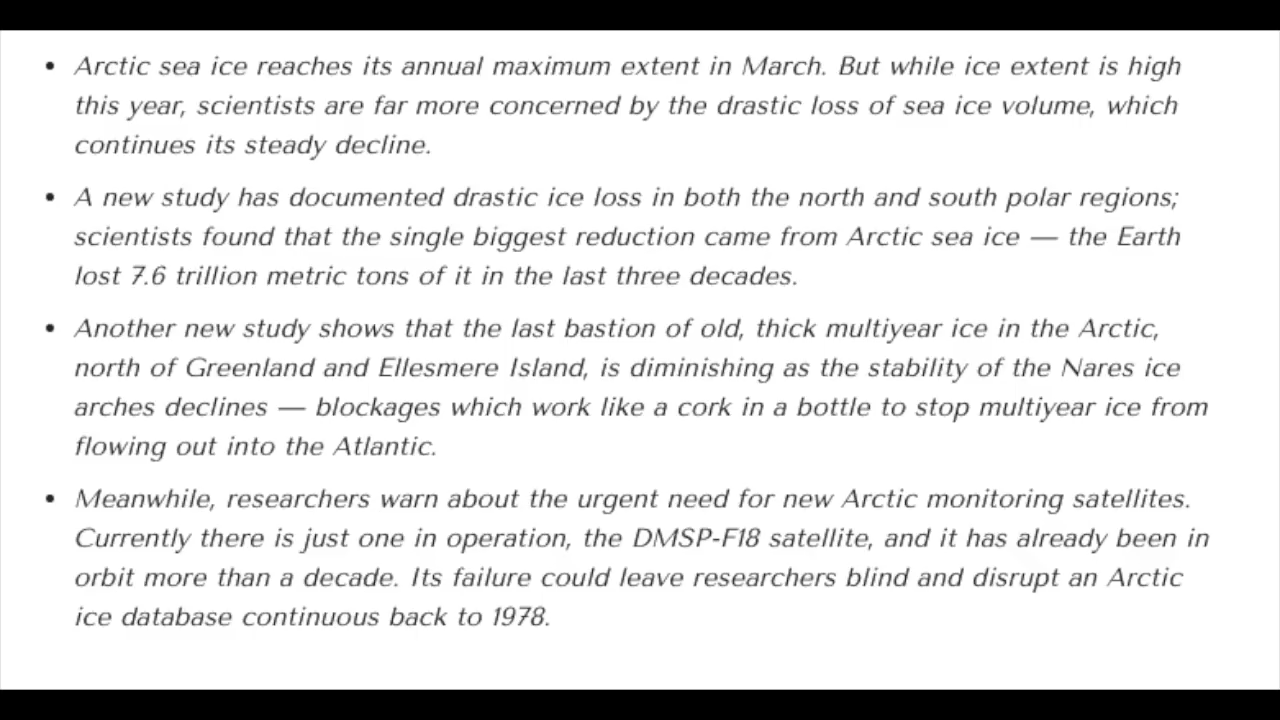 • Arctic sea ice reaches its annual maximum extent in March. But while ice extent is high
this year, scientists are far more concerned by the drastic loss of sea ice volume, which
continues its steady decline.
• A new study has documented drastic ice loss in both the north and south polar regions;
scientists found that the single biggest reduction came from Arctic sea ice — the Earth
lost 7.6 trillion metric tons of it in the last three decades.
• Another new study shows that the last bastion of old, thick multiyear ice in the Arctic,
north of Greenland and Ellesmere Island, is diminishing as the stability of the Nares ice
arches declines — blockages which work like a cork in a bottle to stop multiyear ice from
flowing out into the Atlantic.
• Meanwhile, researchers warn about the urgent need for new Arctic monitoring satellites.
Currently there is just one in operation, the DMSP-F18 satellite, and it has already been in
orbit more than a decade. Its failure could leave researchers blind and disrupt an Arctic
ice database continuous back to 1978.